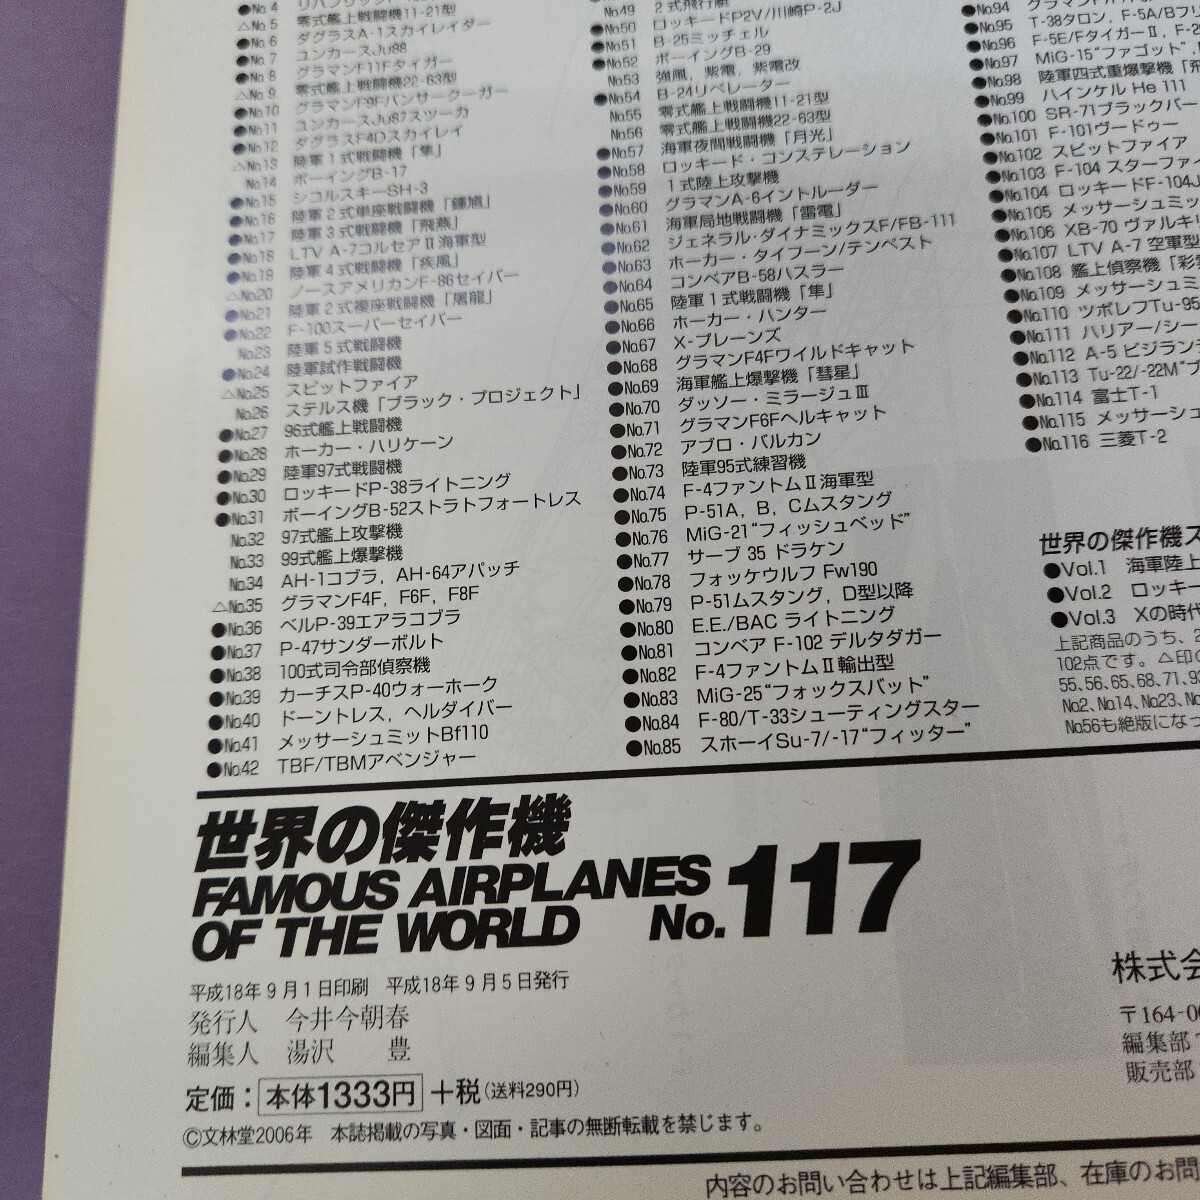 ●No.4
△No.5 零式艦上戦闘機11-21型
●No.6 ダグラスA-1スカイレイダー
●No.7 ユンカースJu88
●No.8 グラマンF11Fタイガー
△No.9 零式艦上戦闘機22-63型
●No.10 グラマンF9Fパンサークーガー
●No.11 ユンカースJu87スツーカ
●No.12 ダグラスF4Dスカイレイ
△No.13 陸軍1式戦闘機「隼」
No.14 ボーイングB-17
●No.15 シコルスキーSH-3
●No.16 陸軍2式単座戦闘機「鍾馗」
●No.17 陸軍3式戦闘機「飛燕」
●No.18 LTV A-7コルセアⅡ海軍型
●No.19 陸軍4式戦闘機「疾風」
△No.20 ノースアメリカンF-86セイバー
●No.21 陸軍2式複座戦闘機「屠龍」
●No.22 F-100スーパーセイバー
No.23 陸軍5式戦闘機
●No.24 陸軍試作戦闘機
△No.25 スピットファイア
No.26 ステルス機「ブラック・プロジェクト」
●No.27 96式艦上戦闘機
●No.28 ホーカー・ハリケーン
●No.29 陸軍97式戦闘機
●No.30 ロッキードP-38ライトニング
●No.31 ボーイングB-52ストラトフォートレス
No.32 97式艦上攻撃機
No.33 99式艦上爆撃機
No.34 AH-1コブラ，AH-64アパッチ
△No.35 グラマンF4F，F6F，F8F
●No.36 ベルP-39エアラコブラ
●No.37 P-47サンダーボルト
●No.38 100式司令部偵察機
●No.39 カーチスP-40ウォーホーク
●No.40 ドーントレス，ヘルダイバー
●No.41 メッサーシュミットBf110
●No.42 TBF/TBMアベンジャー
No.49 2式飛行艇
●No.50 ロッキードP2V/川崎P-2J
●No.51 B-25ミッチェル
●No.52 ボーイングB-29
No.53 強風，紫電，紫電改
●No.54 B-24リベレーター
No.55 零式艦上戦闘機11-21型
No.56 零式艦上戦闘機22-63型
●No.57 海軍夜間戦闘機「月光」
●No.58 ロッキード・コンステレーション
●No.59 1式陸上攻撃機
●No.60 グラマンA-6イントルーダー
●No.61 海軍局地戦闘機「雷電」
●No.62 ジェネラル・ダイナミックスF/FB-111
●No.63 ホーカー・タイフーン/テンペスト
●No.64 コンベアB-58ハスラー
●No.65 陸軍1式戦闘機「隼」
●No.66 ホーカー・ハンター
●No.67 X-プレーンズ
●No.68 グラマンF4Fワイルドキャット
●No.69 海軍艦上爆撃機「彗星」
●No.70 ダッソー・ミラージュⅢ
●No.71 グラマンF6Fヘルキャット
●No.72 アブロ・バルカン
●No.73 陸軍95式練習機
●No.74 F-4ファントムⅡ海軍型
●No.75 P-51A，B，Cムスタング
●No.76 MiG-21“フィッシュベッド”
●No.77 サーブ 35 ドラケン
●No.78 フォッケウルフ Fw190
●No.79 P-51ムスタング，D型以降
●No.80 E.E./BAC ライトニング
●No.81 コンベア F-102 デルタダガー
●No.82 F-4ファントムⅡ輸出型
●No.83 MiG-25“フォックスバット”
●No.84 F-80/T-33シューティングスター
●No.85 スホーイSu-7/-17“フィッター”
●No.94 グラマンF
●No.95 T-38タロン，F-5A/Bフリ
●No.96 F-5E/FタイガーⅡ，F-2
●No.97 MiG-15“ファゴット”，
●No.98 陸軍四式重爆撃機「飛
●No.99 ハインケル He 111
●No.100 SR-71ブラックバー
●No.101 F-101ヴードゥー
●No.102 スピットファイア
●No.103 F-104 スターファイ
●No.104 ロッキードF-104J
●No.105 メッサーシュミッ
●No.106 XB-70 ヴァルキ
●No.107 LTV A-7 空軍型
●No.108 艦上偵察機「彩雲
●No.109 メッサーシュミ
●No.110 ツポレフTu-95
●No.111 ハリアー/シー
●No.112 A-5 ビジランテ
●No.113 Tu-22/-22M“ブ
●No.114 富士T-1
●No.115 メッサーシュ
●No.116 三菱T-2
世界の傑作機ス
●Vol.1 海軍陸上
●Vol.2 ロッキー
●Vol.3 Xの時代
上記商品のうち、2
102点です。△印の
55,56,65,68,71,93
No2、No.14、No23、No
No56も絶版になっ
世界の傑作機
FAMOUS AIRPLANES
OF THE WORLD No.117
平成18年9月1日印刷 平成18年9月5日発行
発行人 今井今朝春
編集人 湯沢 豊
定価：本体1333円+税（送料290円）
©文林堂2006年 本誌掲載の写真・図面・記事の無断転載を禁じます。
株式会
〒164-00
編集部
販売部
内容のお問い合わせは上記編集部、在庫のお問